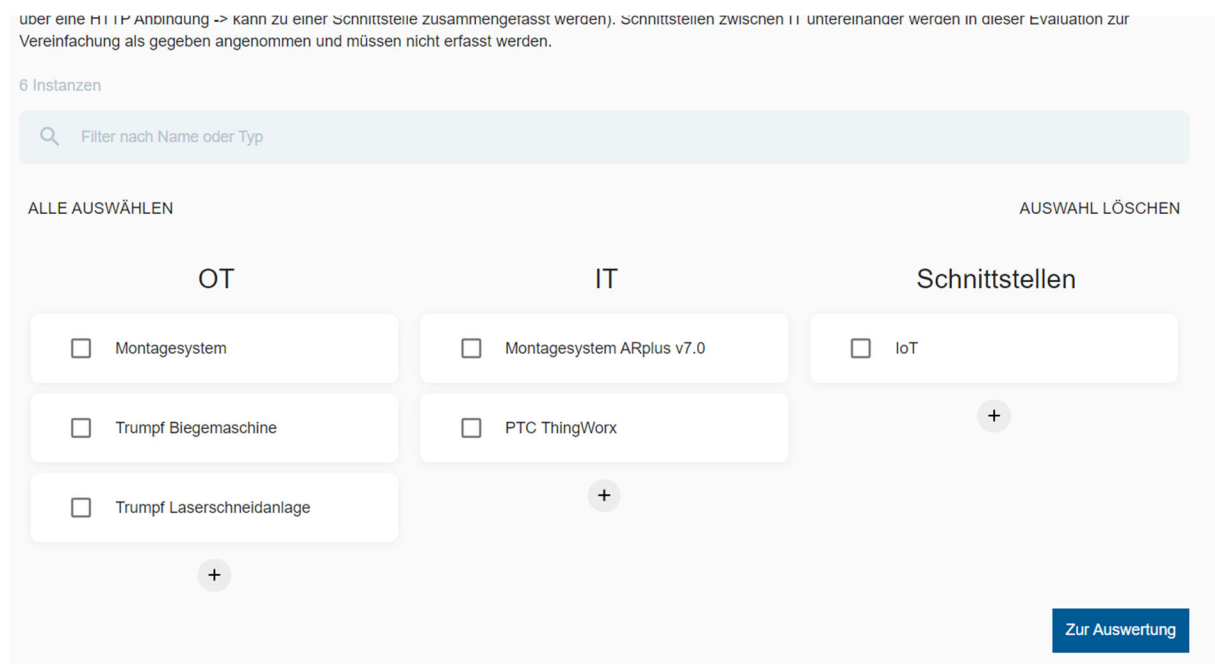 über eine HTTP Anbindung -> kann zu einer Schnittstelle zusammengefasst werden). Schnittstellen zwischen IT untereinander werden in dieser Evaluation zur
Vereinfachung als gegeben angenommen und müssen nicht erfasst werden.
6 Instanzen
Filter nach Name oder Typ
ALLE AUSWÄHLEN
AUSWAHL LÖSCHEN
OT
IT
Schnittstellen
Montagesystem
Montagesystem ARplus v7.0
IoT
Trumpf Biegemaschine
PTC ThingWorx
+
Trumpf Laserschneidanlage
+
+
Zur Auswertung